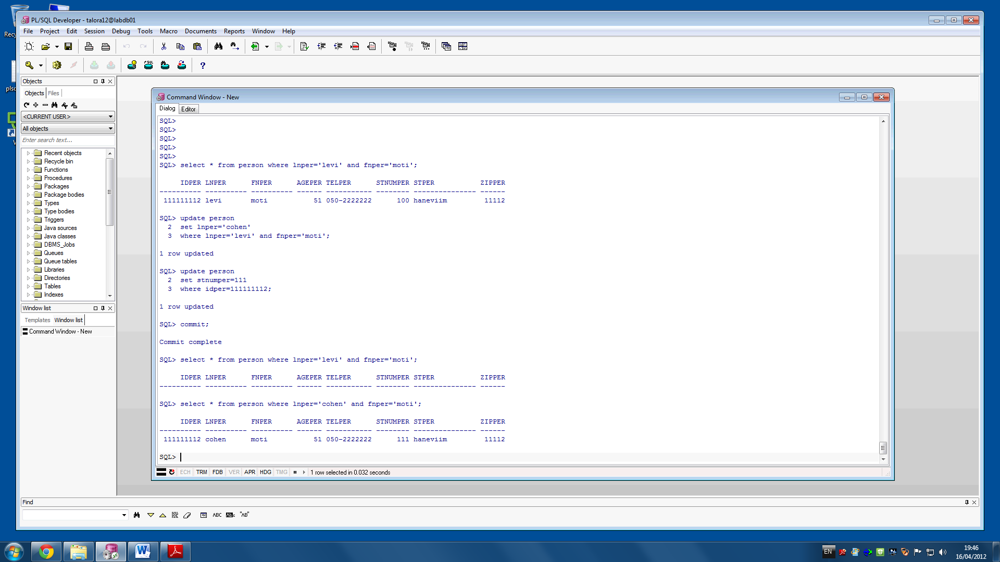 Recy
plsq
PL/SQL Developer - talora12@labdb01
File Project Edit Session Debug Tools Macro Documents Reports Window Help
Objects
Objects Files
<CURRENT USER>
All objects
Enter search text...
Recent objects
Recycle bin
Functions
Procedures
Packages
Package bodies
Types
Type bodies
Triggers
Java sources
Java classes
DBMS_Jobs
Queues
Queue tables
Libraries
Directories
Tables
Indexes
Window list
Templates Window list
Command Window - New
Command Window - New
Dialog Editor
SQL>
SQL>
SQL>
SQL>
SQL>
SQL> select * from person where lnper='levi' and fnper='moti';
IDPER LNPER FNPER AGEPER TELPER STNUMPER STPER ZIPPER
---------- ---------- ---------- ------ ----------- -------- --------------- ------
111111112 levi moti 51 050-2222222 100 haneviim 11112
SQL> update person
2 set lnper='cohen'
3 where lnper='levi' and fnper='moti';
1 row updated
SQL> update person
2 set stnumper=111
3 where idper=111111112;
1 row updated
SQL> commit;
Commit complete
SQL> select * from person where lnper='levi' and fnper='moti';
IDPER LNPER FNPER AGEPER TELPER STNUMPER STPER ZIPPER
---------- ---------- ---------- ------ ----------- -------- --------------- ------
SQL> select * from person where lnper='cohen' and fnper='moti';
IDPER LNPER FNPER AGEPER TELPER STNUMPER STPER ZIPPER
---------- ---------- ---------- ------ ----------- -------- --------------- ------
111111112 cohen moti 51 050-2222222 111 haneviim 11112
SQL>
ECH TRM FDB VER APR HDG TMG 1 row selected in 0.032 seconds
Find
ABC "AB"
EN
19:46
16/04/2012